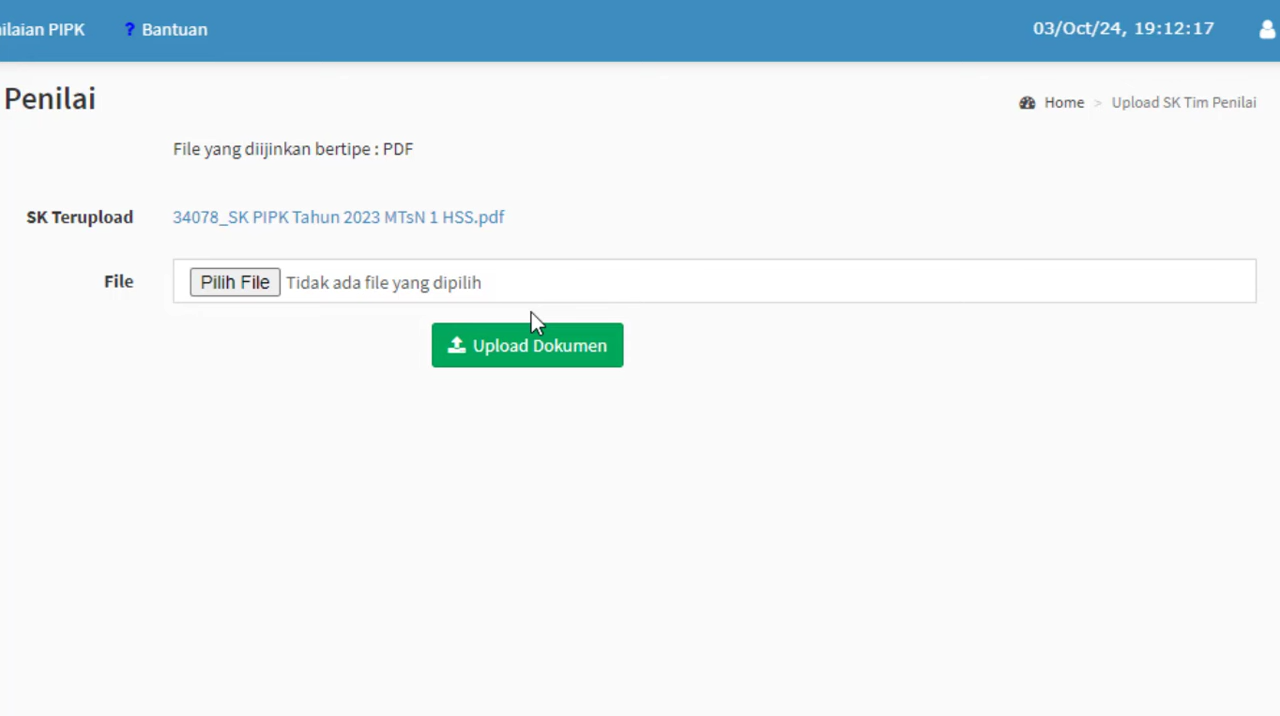 ilaian PIPK ? Bantuan 03/Oct/24, 19:12:17
Penilai
Home > Upload SK Tim Penilai
File yang diijinkan bertipe : PDF
SK Terupload 34078_SK PIPK Tahun 2023 MTsN 1 HSS.pdf
File Pilih File Tidak ada file yang dipilih
Upload Dokumen